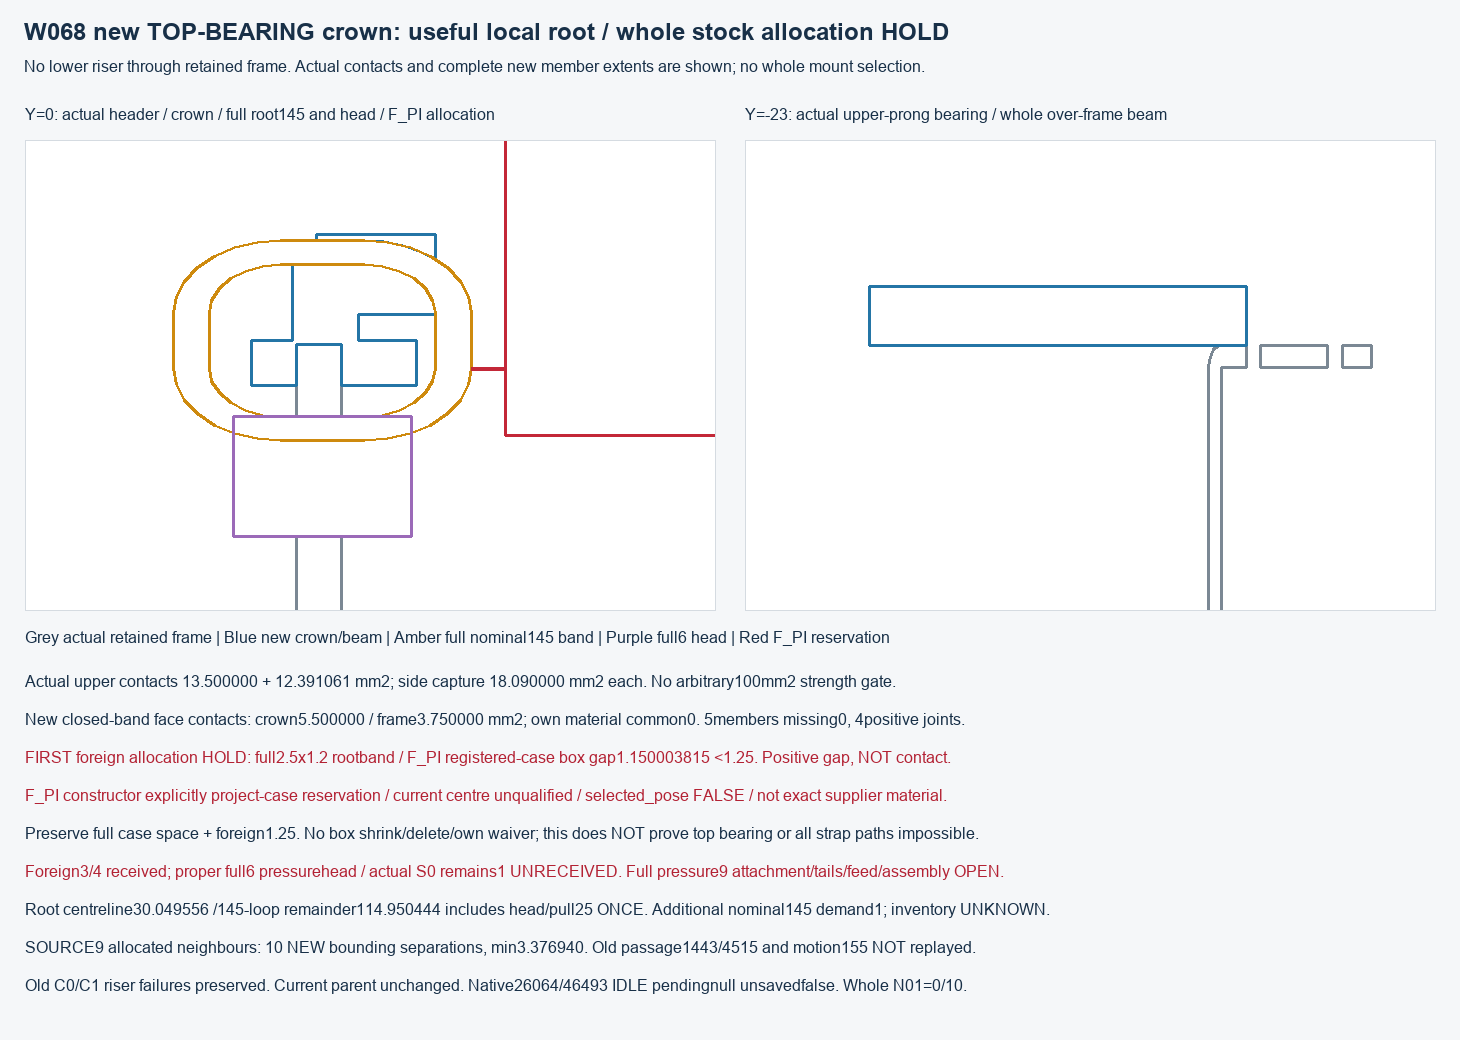 W068 new TOP-BEARING crown: useful local root / whole stock allocation HOLD
No lower riser through retained frame. Actual contacts and complete new member extents are shown; no whole mount selection.
Y=0: actual header / crown / full root145 and head / F_PI allocation
Y=-23: actual upper-prong bearing / whole over-frame beam
Grey actual retained frame | Blue new crown/beam | Amber full nominal145 band | Purple full6 head | Red F_PI reservation
Actual upper contacts 13.500000 + 12.391061 mm2; side capture 18.090000 mm2 each. No arbitrary100mm2 strength gate.
New closed-band face contacts: crown5.500000 / frame3.750000 mm2; own material common0. 5members missing0, 4positive joints.
FIRST foreign allocation HOLD: full2.5x1.2 rootband / F_PI registered-case box gap1.150003815 <1.25. Positive gap, NOT contact.
F_PI constructor explicitly project-case reservation / current centre unqualified / selected_pose FALSE / not exact supplier material.
Preserve full case space + foreign1.25. No box shrink/delete/own waiver; this does NOT prove top bearing or all strap paths impossible.
Foreign3/4 received; proper full6 pressurehead / actual S0 remains1 UNRECEIVED. Full pressure9 attachment/tails/feed/assembly OPEN.
Root centreline30.049556 /145-loop remainder114.950444 includes head/pull25 ONCE. Additional nominal145 demand1; inventory UNKNOWN.
SOURCE9 allocated neighbours: 10 NEW bounding separations, min3.376940. Old passage1443/4515 and motion155 NOT replayed.
Old C0/C1 riser failures preserved. Current parent unchanged. Native26064/46493 IDLE pendingnull unsavedfalse. Whole N01=0/10.